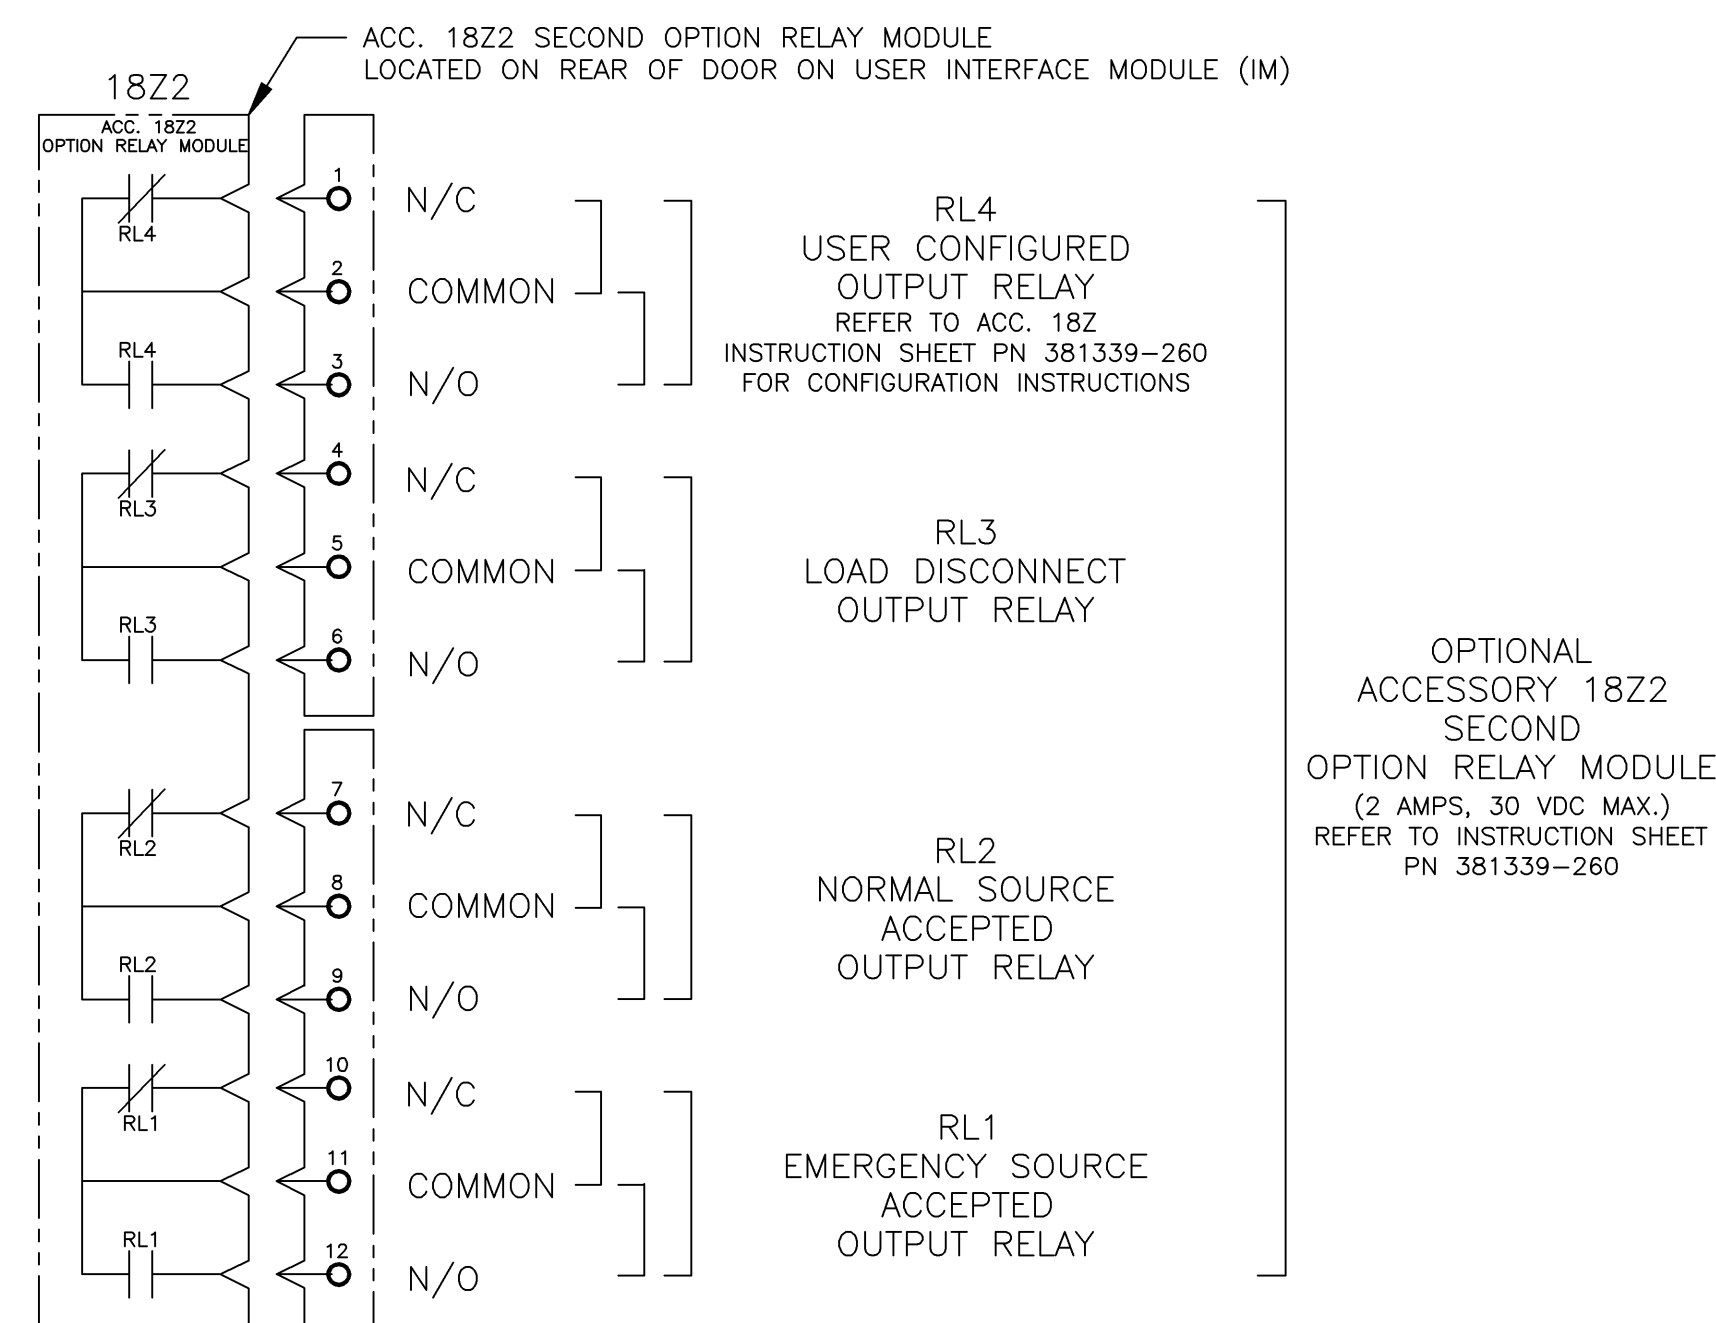 ACC. 18Z2 SECOND OPTION RELAY MODULE
LOCATED ON REAR OF DOOR ON USER INTERFACE MODULE (IM)
18Z2
ACC. 18Z2
OPTION RELAY MODULE
RL4
1
N/C
2
COMMON
RL4
3
N/O
RL4
USER CONFIGURED
OUTPUT RELAY
REFER TO ACC. 18Z
INSTRUCTION SHEET PN 381339-260
FOR CONFIGURATION INSTRUCTIONS
RL3
4
N/C
5
COMMON
RL3
6
N/O
RL3
LOAD DISCONNECT
OUTPUT RELAY
RL2
7
N/C
8
COMMON
RL2
9
N/O
RL2
NORMAL SOURCE
ACCEPTED
OUTPUT RELAY
RL1
10
N/C
11
COMMON
RL1
12
N/O
RL1
EMERGENCY SOURCE
ACCEPTED
OUTPUT RELAY
OPTIONAL
ACCESSORY 18Z2
SECOND
OPTION RELAY MODULE
(2 AMPS, 30 VDC MAX.)
REFER TO INSTRUCTION SHEET
PN 381339-260